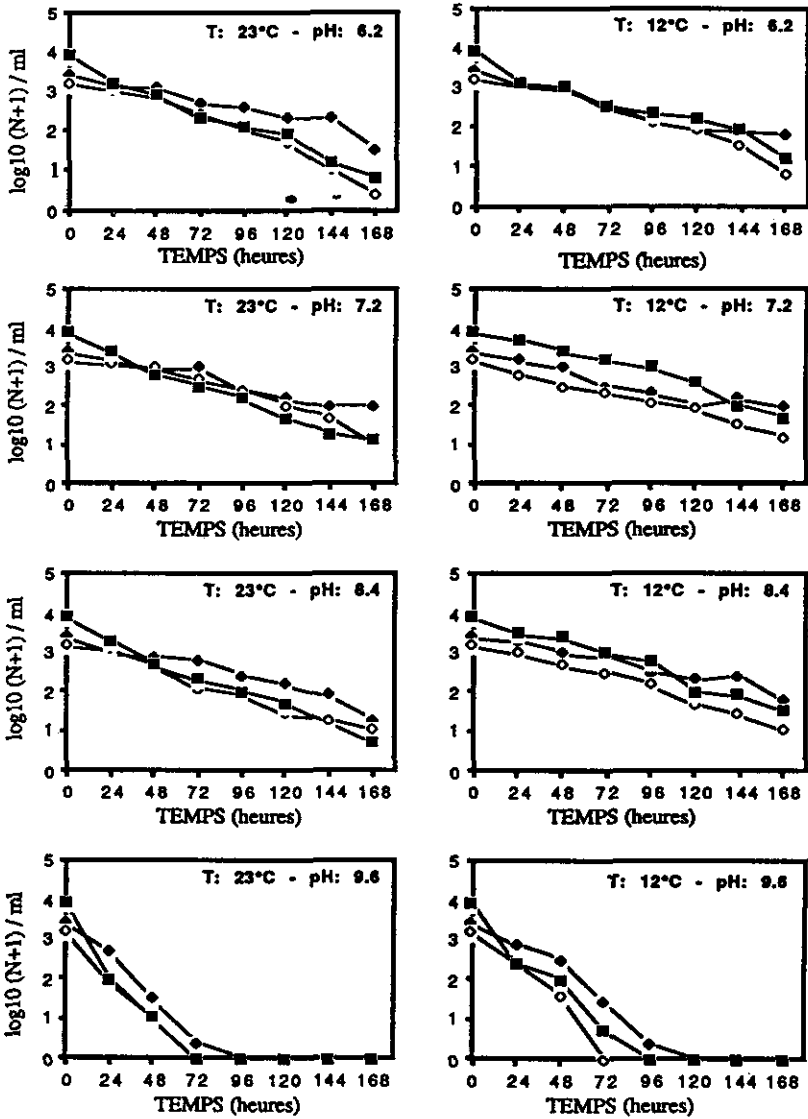 T: 23°C - pH: 6.2
log10 (N+1) / ml
5
4
3
2
1
0
0 24 48 72 96 120 144 168
TEMPS (heures)
T: 12°C - pH: 6.2
5
4
3
2
1
0
0 24 48 72 96 120 144 168
TEMPS (heures)
T: 23°C - pH: 7.2
log10 (N+1) / ml
5
4
3
2
1
0
0 24 48 72 96 120 144 168
TEMPS (heures)
T: 12°C - pH: 7.2
5
4
3
2
1
0
0 24 48 72 96 120 144 168
TEMPS (heures)
T: 23°C - pH: 8.4
log10 (N+1) / ml
5
4
3
2
1
0
0 24 48 72 96 120 144 168
TEMPS (heures)
T: 12°C - pH: 8.4
5
4
3
2
1
0
0 24 48 72 96 120 144 168
TEMPS (heures)
T: 23°C - pH: 9.6
log10 (N+1) / ml
5
4
3
2
1
0
0 24 48 72 96 120 144 168
TEMPS (heures)
T: 12°C - pH: 9.6
5
4
3
2
1
0
0 24 48 72 96 120 144 168
TEMPS (heures)